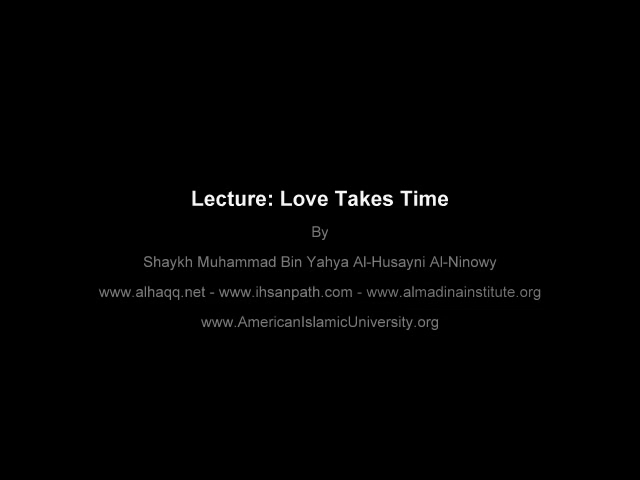 Lecture: Love Takes Time
By
Shaykh Muhammad Bin Yahya Al-Husayni Al-Ninowy
www.alhaqq.net - www.ihsanpath.com - www.almadinainstitute.org
www.AmericanIslamicUniversity.org